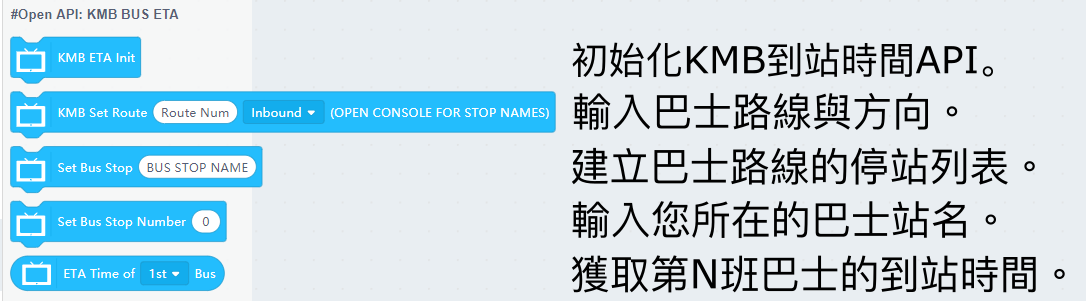 #Open API: KMB BUS ETA
KMB ETA Init
初始化KMB到站時間API。
KMB Set Route Route Num Inbound (OPEN CONSOLE FOR STOP NAMES)
輸入巴士路線與方向。
Set Bus Stop BUS STOP NAME
建立巴士路線的停站列表。
Set Bus Stop Number 0
輸入您所在的巴士站名。
ETA Time of 1st Bus
獲取第N班巴士的到站時間。